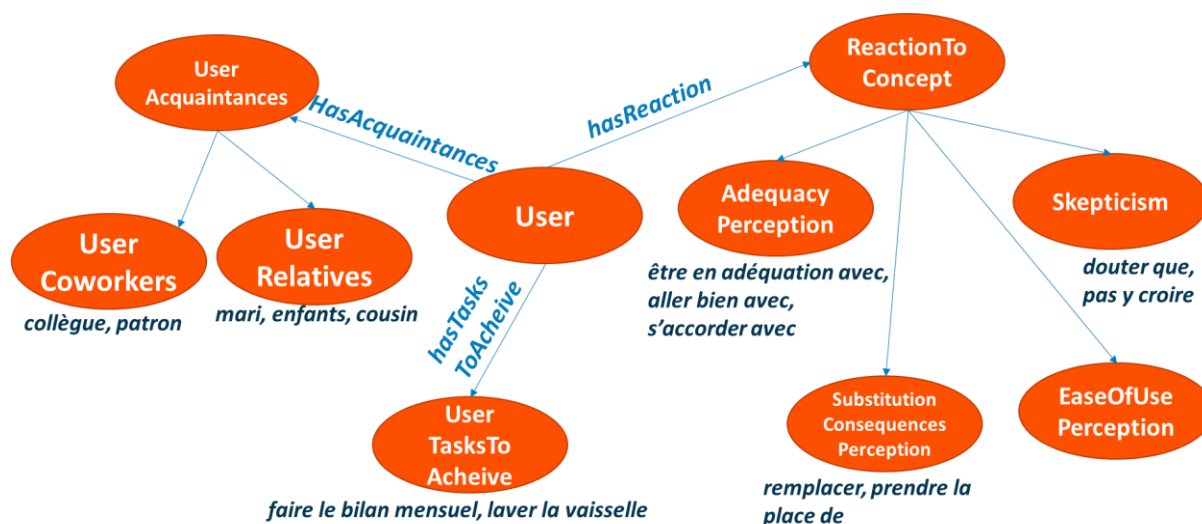 User
Acquaintances
HasAcquaintances
hasReaction
ReactionTo
Concept
User
Coworkers
collègue, patron
User
Relatives
mari, enfants, cousin
User
hasTasks
ToAcheive
User
TasksTo
Acheive
faire le bilan mensuel, laver la vaisselle
Adequacy
Perception
être en adéquation avec,
aller bien avec,
s'accorder avec
Skepticism
douter que,
pas y croire
Substitution
Consequences
Perception
remplacer, prendre la
place de
EaseOfUse
Perception